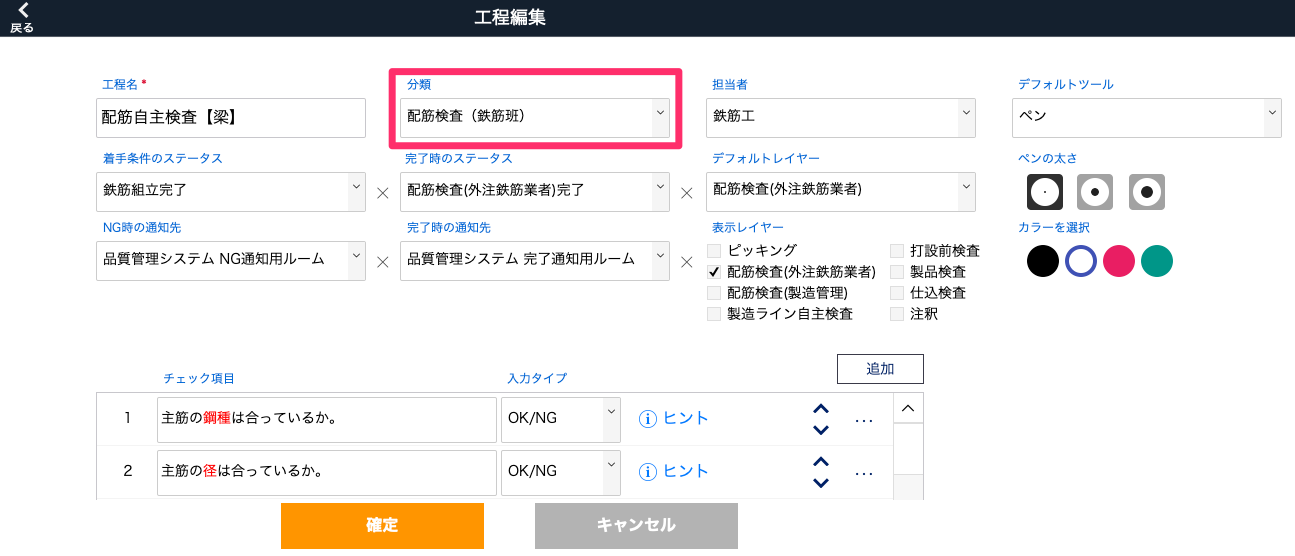 戻る
工程編集
工程名 *
分類
担当者
デフォルトツール
配筋自主検査【梁】
配筋検査（鉄筋班）
鉄筋工
ペン
着手条件のステータス
完了時のステータス
デフォルトレイヤー
ペンの太さ
鉄筋組立完了
配筋検査(外注鉄筋業者)完了
配筋検査(外注鉄筋業者)
NG時の通知先
完了時の通知先
表示レイヤー
カラーを選択
品質管理システム NG通知用ルーム
品質管理システム 完了通知用ルーム
ピッキング
打設前検査
配筋検査(外注鉄筋業者)
製品検査
配筋検査(製造管理)
仕込検査
製造ライン自主検査
注釈
追加
チェック項目
入力タイプ
1 主筋の鋼種は合っているか。 OK/NG ヒント ...
2 主筋の径は合っているか。 OK/NG ヒント ...
確定
キャンセル